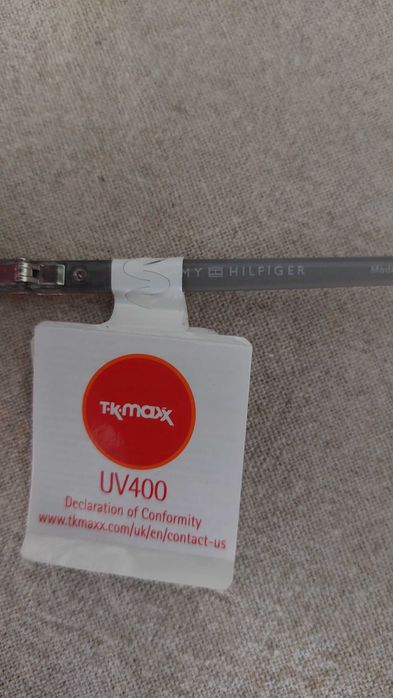 MY HILFIGER
Made
T·K·maxx
UV400
Declaration of Conformity
www.tkmaxx.com/uk/en/contact-us